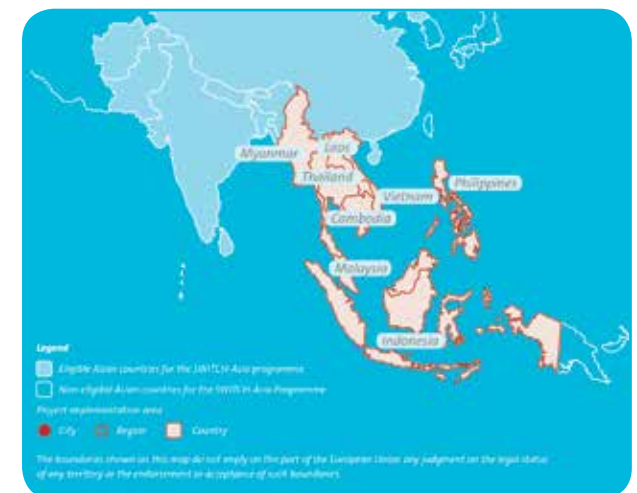 Myanmar
Laos
Thailand
Philippines
Vietnam
Cambodia
Malaysia
Indonesia
Legend
Eligible Asian countries for the SWITCH-Asia programme
Non-eligible Asian countries for the SWITCH-Asia Programme
Project implementation area
City
Region
Country
The boundaries shown on this map do not imply on the part of the European Union any judgment on the legal status
of any territory or the endorsement or acceptance of such boundaries.